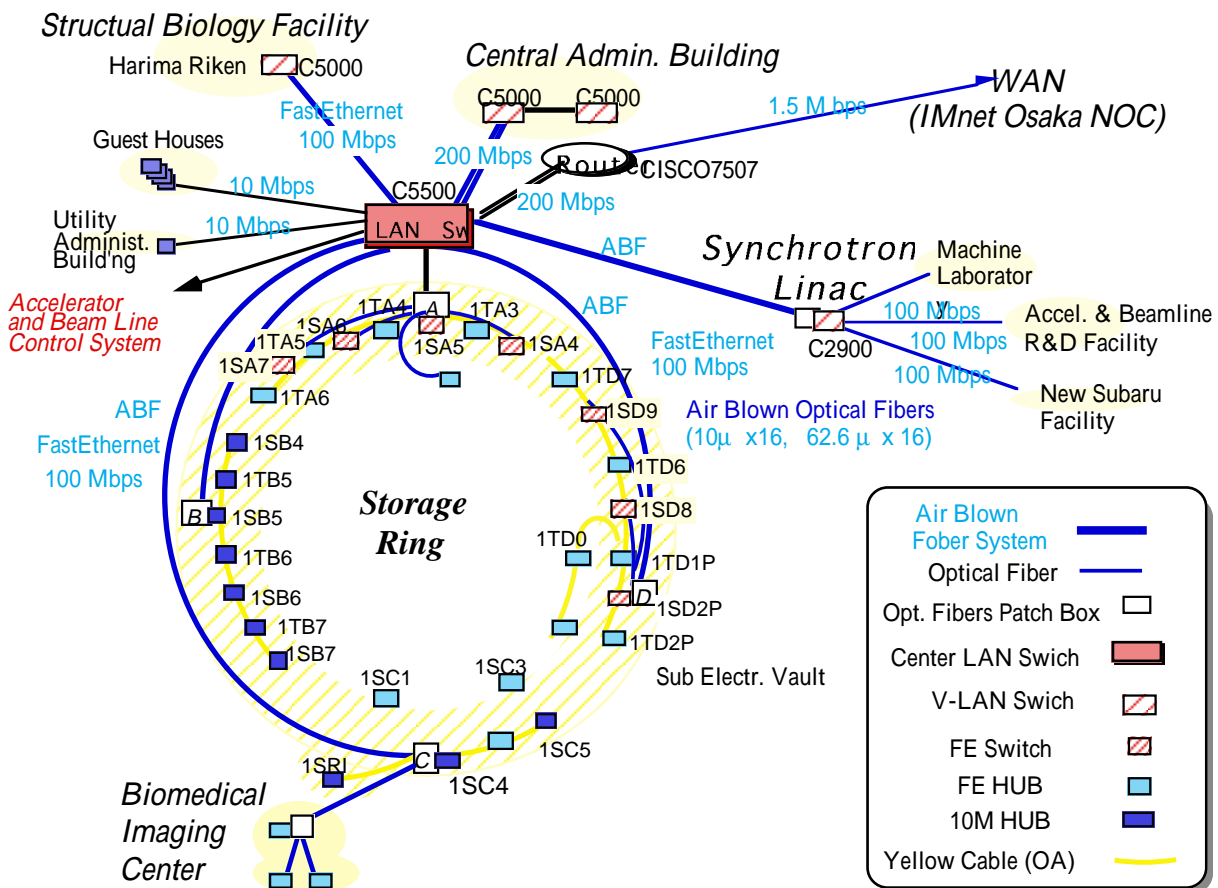 Structual Biology Facility
Harima Riken
C5000
Central Admin. Building
C5000
C5000
WAN
(IMnet Osaka NOC)
1.5 M bps
FastEthernet
100 Mbps
Guest Houses
10 Mbps
200 Mbps
Router
CISCO7507
200 Mbps
C5500
LAN Sw
Utility
Administ.
Build'ng
10 Mbps
ABF
Synchrotron
Linac
Machine
Laborator
y
100 Mbps
Accel. & Beamline
R&D Facility
100 Mbps
C2900
100 Mbps
New Subaru
Facility
Accelerator
and Beam Line
Control System
1TA4
A
1TA3
ABF
1SA6
1TA5
1SA5
1SA4
FastEthernet
100 Mbps
1SA7
1TA6
1TD7
1SD9
Air Blown Optical Fibers
(10μ x16, 62.6 μ x 16)
ABF
FastEthernet
100 Mbps
1SB4
1TB5
1TD6
B
1SB5
Storage
Ring
1SD8
1TD0
1TB6
1TD1P
1SB6
D
1SD2P
1TB7
1TD2P
1SB7
Sub Electr. Vault
1SC1
1SC3
1SC5
1SRI
C
1SC4
Biomedical
Imaging
Center
Air Blown
Fober System
Optical Fiber
Opt. Fibers Patch Box
Center LAN Swich
V-LAN Swich
FE Switch
FE HUB
10M HUB
Yellow Cable (OA)